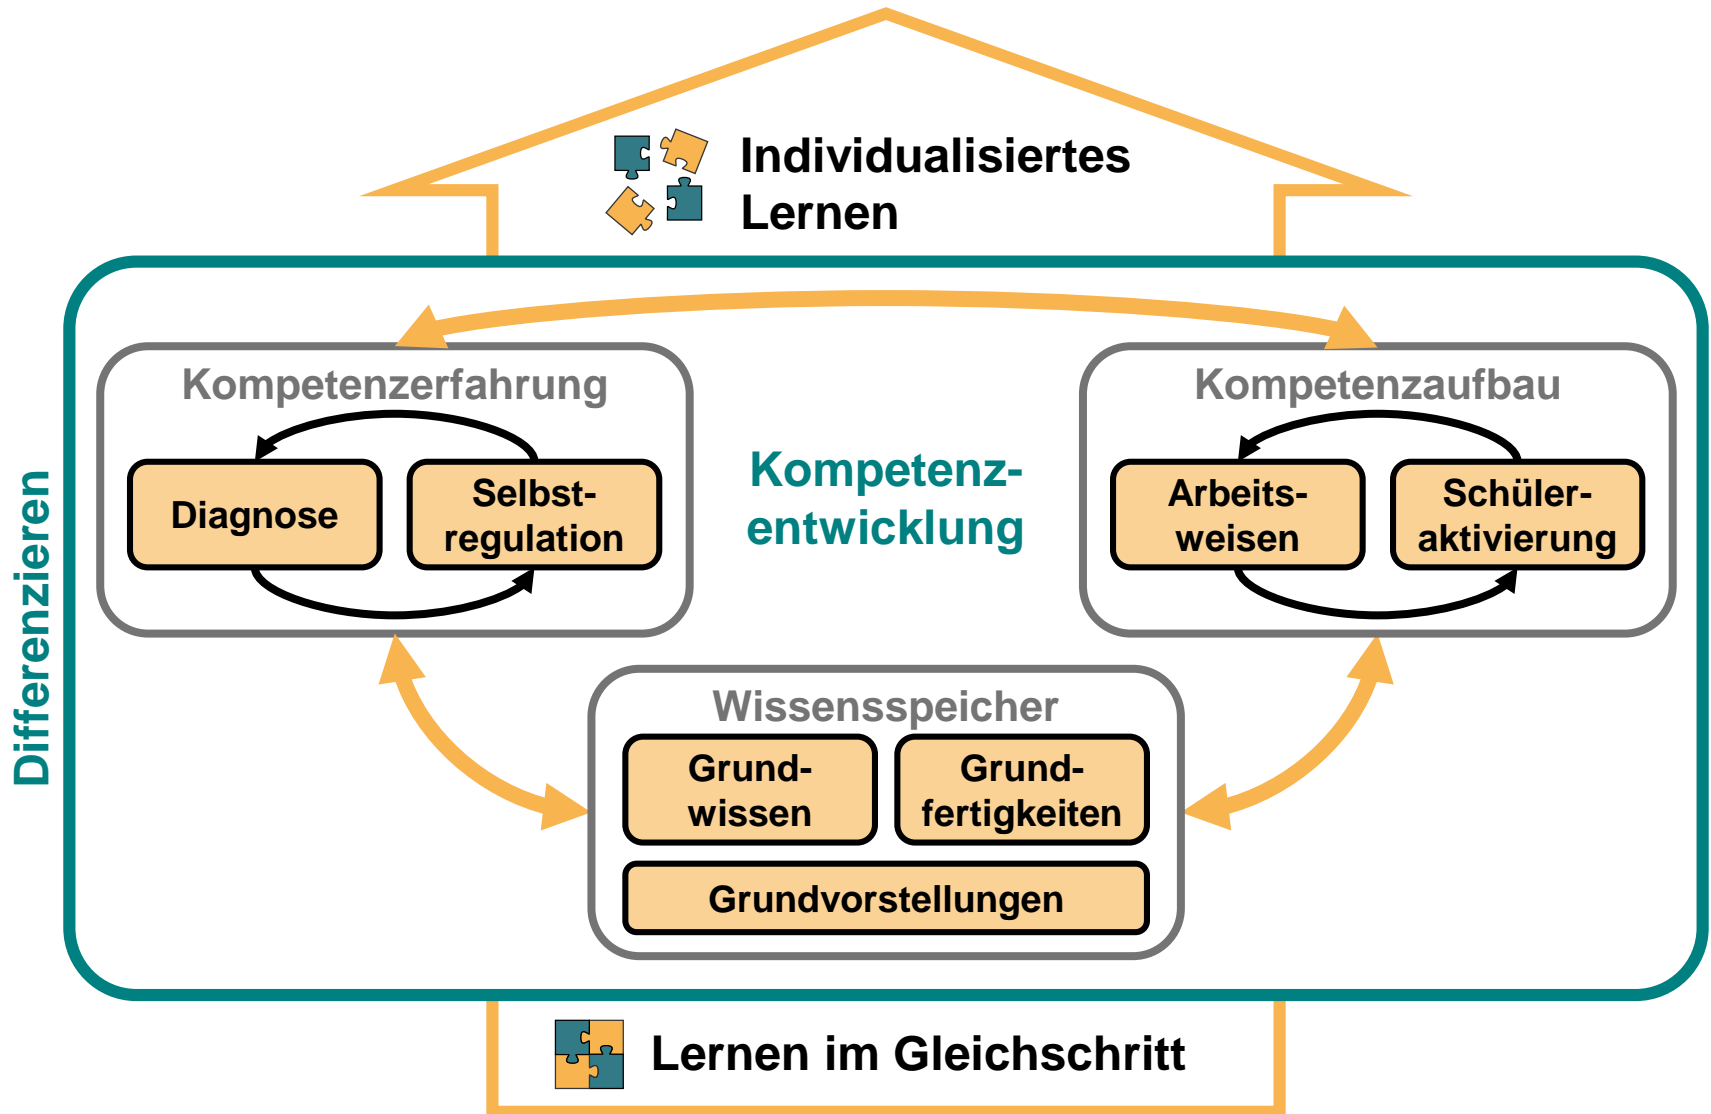 Individualisiertes
Lernen
Differenzieren
Kompetenzerfahrung
Diagnose
Selbst-
regulation
Kompetenz-
entwicklung
Kompetenzaufbau
Arbeits-
weisen
Schüler-
aktivierung
Wissensspeicher
Grund-
wissen
Grund-
fertigkeiten
Grundvorstellungen
Lernen im Gleichschritt